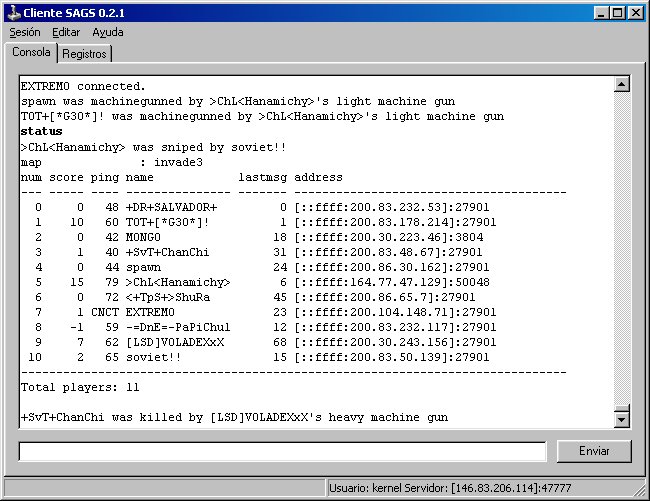 Cliente SAGS 0.2.1
Sesión Editar Ayuda
Consola Registros
EXTREMO connected.
spawn was machinegunned by >ChL<Hanamichy>'s light machine gun
TOT+[*G30*]! was machinegunned by >ChL<Hanamichy>'s light machine gun
status
>ChL<Hanamichy> was sniped by soviet!!
map : invade3
num score ping name lastmsg address
--- ----- ---- --------------- ------- -----------------------------------------
0 0 48 +DR+SALVADOR+ 0 [::ffff:200.83.232.53]:27901
1 10 60 TOT+[*G30*]! 1 [::ffff:200.83.178.214]:27901
2 0 42 MONGO 18 [::ffff:200.30.223.46]:3804
3 1 40 +SvT+ChanChi 31 [::ffff:200.83.48.67]:27901
4 0 44 spawn 24 [::ffff:200.86.30.162]:27901
5 15 79 >ChL<Hanamichy> 6 [::ffff:164.77.47.129]:50048
6 0 72 <+TpS+>ShuRa 45 [::ffff:200.86.65.7]:27901
7 1 CNCT EXTREMO 23 [::ffff:200.104.148.71]:27901
8 -1 59 -=DnE=-PaPiChul 12 [::ffff:200.83.232.117]:27901
9 7 62 [LSD]VOLADEXxX 68 [::ffff:200.30.243.156]:27901
10 2 65 soviet!! 15 [::ffff:200.83.50.139]:27901
--------------------------------------------------------------------------------
Total players: 11
+SvT+ChanChi was killed by [LSD]VOLADEXxX's heavy machine gun
Enviar
Usuario: kernel Servidor: [146.83.206.114]:47777